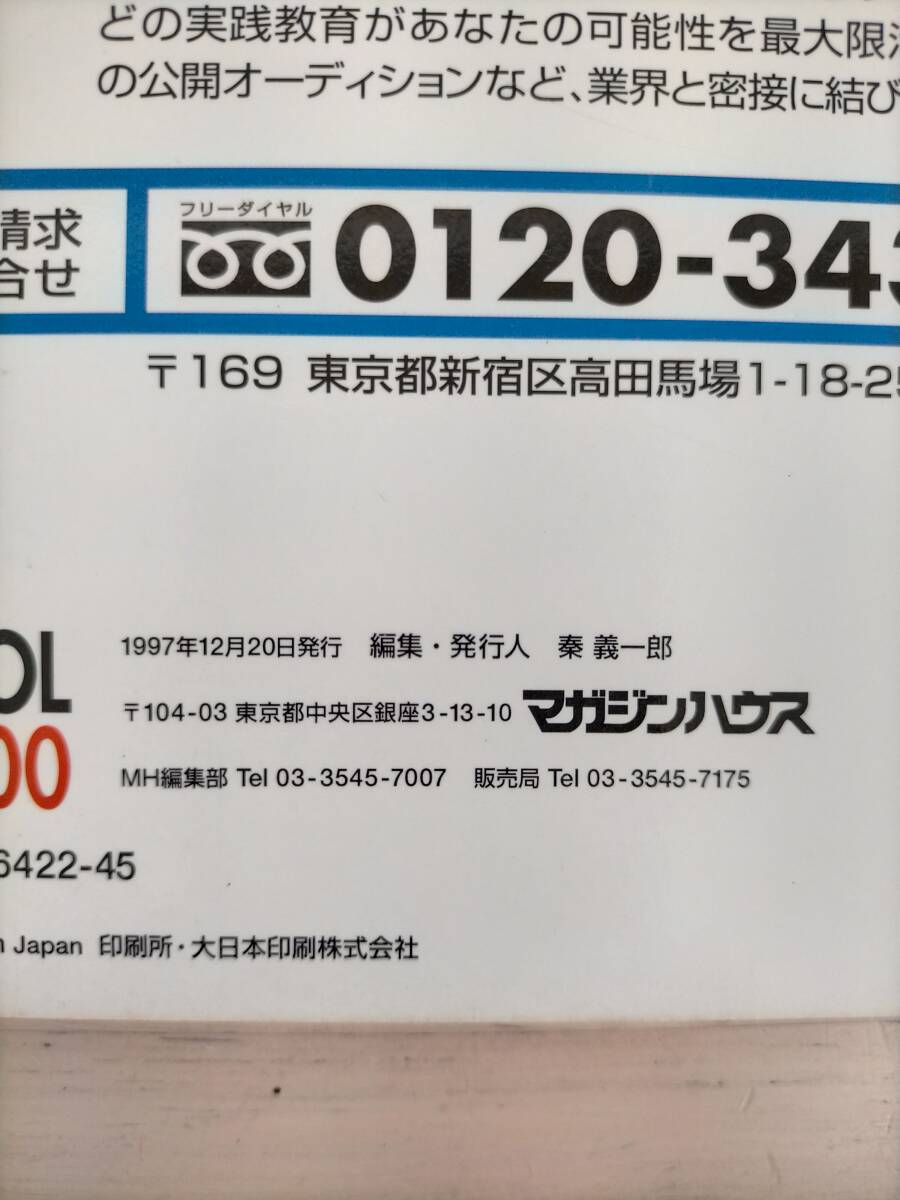 どの実践教育があなたの可能性を最大限
の公開オーディションなど、業界と密接に結び
請求
合せ
フリーダイヤル
0120-343
〒169 東京都新宿区高田馬場1-18-25
OL
00
1997年12月20日発行 編集・発行人 秦 義一郎
〒104-03 東京都中央区銀座3-13-10 マガジンハウス
MH編集部 Tel 03-3545-7007 販売局 Tel 03-3545-7175
6422-45
n Japan 印刷所・大日本印刷株式会社